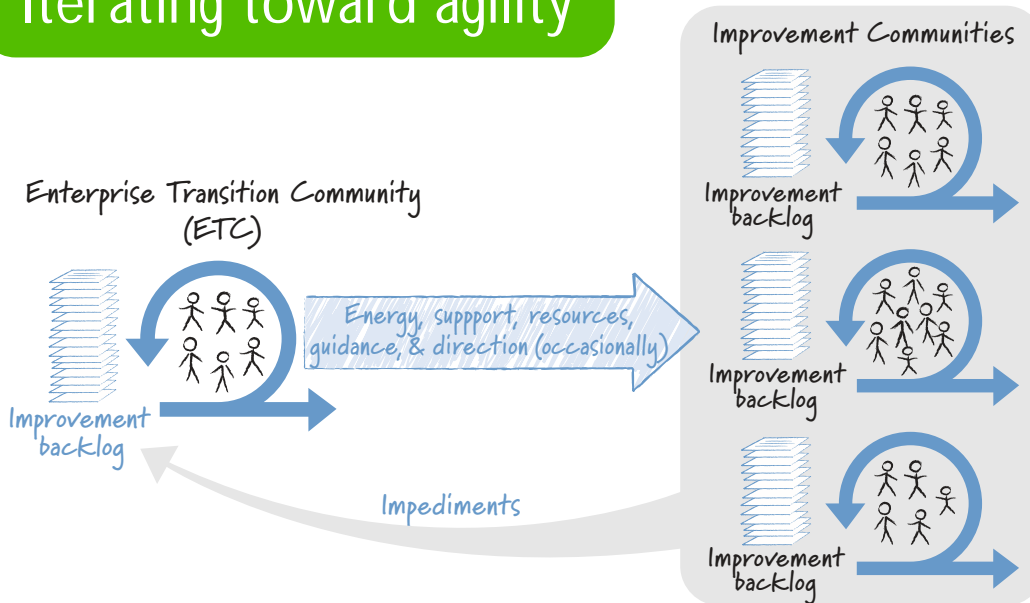 Iterating toward agility
Improvement Communities
Improvement
backlog
Enterprise Transition Community
(ETC)
Energy, suppport, resources,
guidance, & direction (occasionally)
Improvement
backlog
Improvement
backlog
Impediments
Improvement
backlog